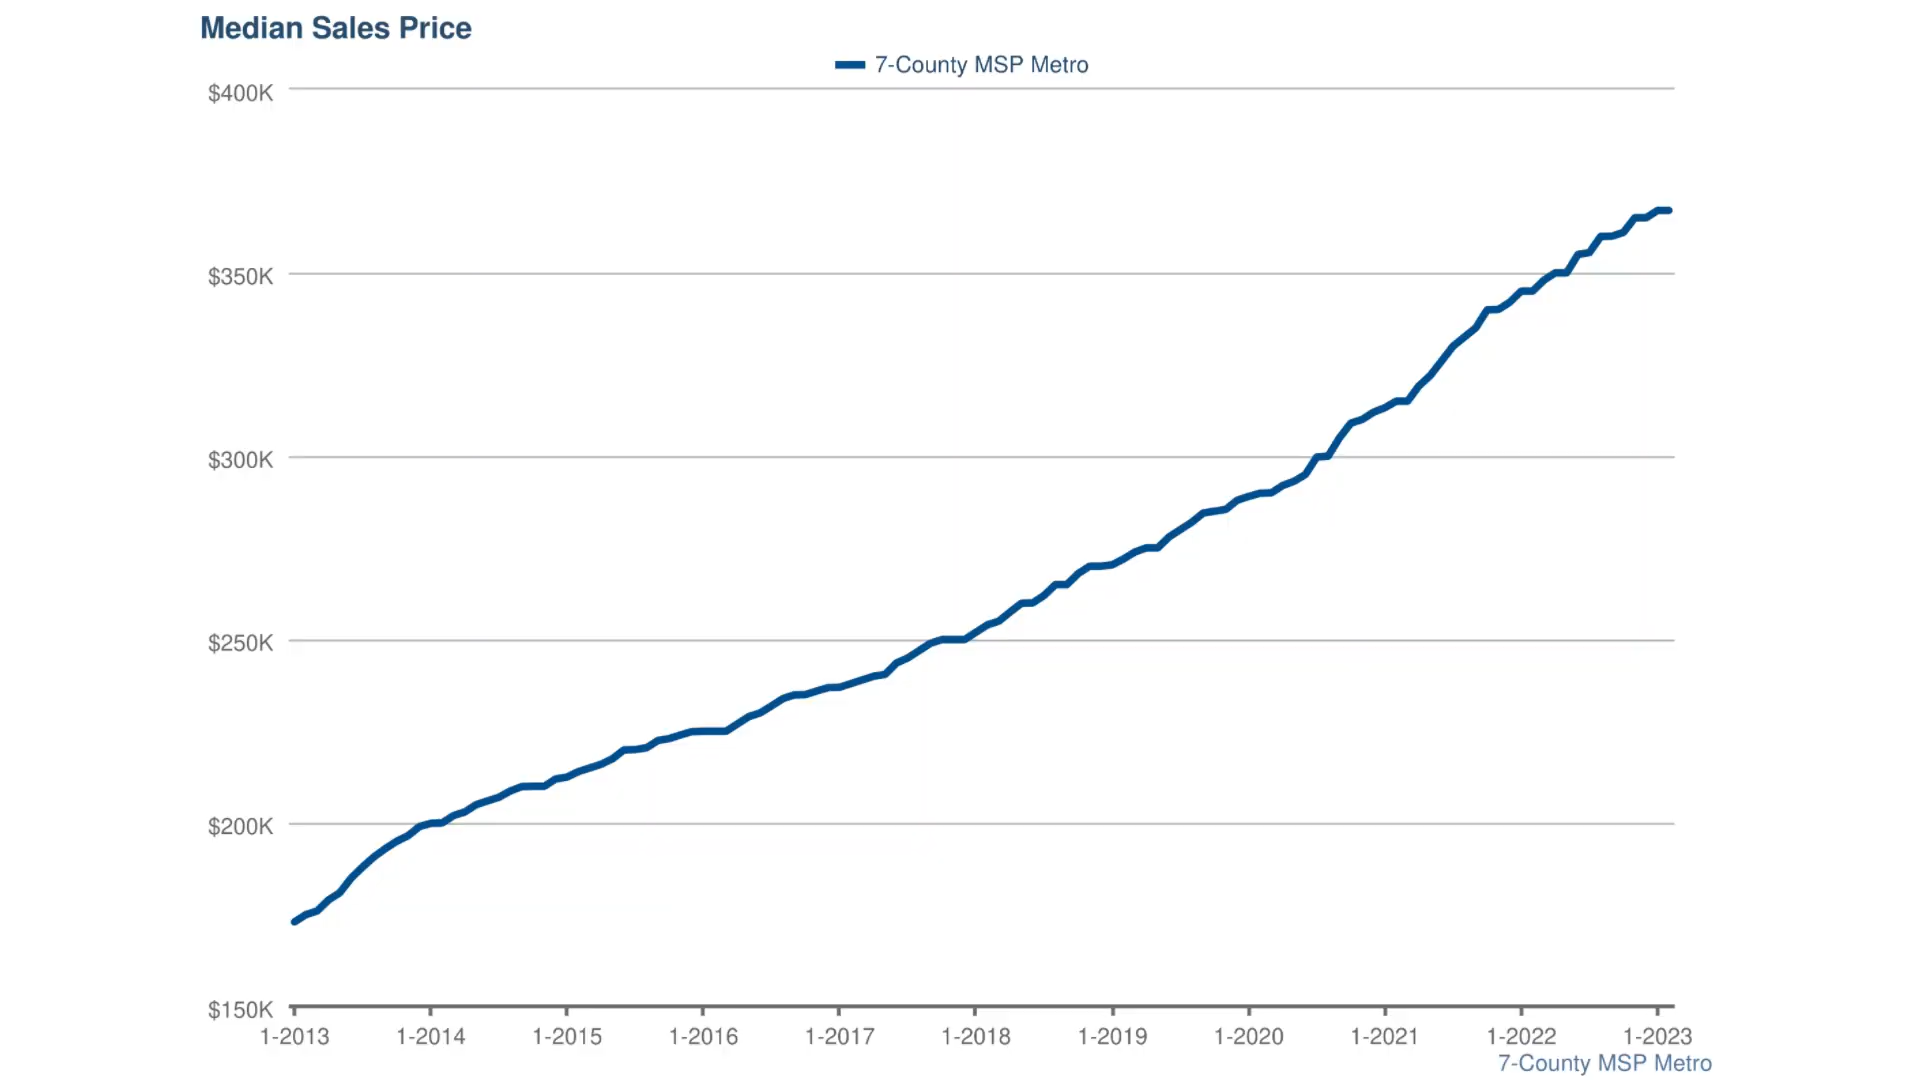 Median Sales Price
7-County MSP Metro
$400K
$350K
$300K
$250K
$200K
$150K
1-2013 1-2014 1-2015 1-2016 1-2017 1-2018 1-2019 1-2020 1-2021 1-2022 1-2023
7-County MSP Metro